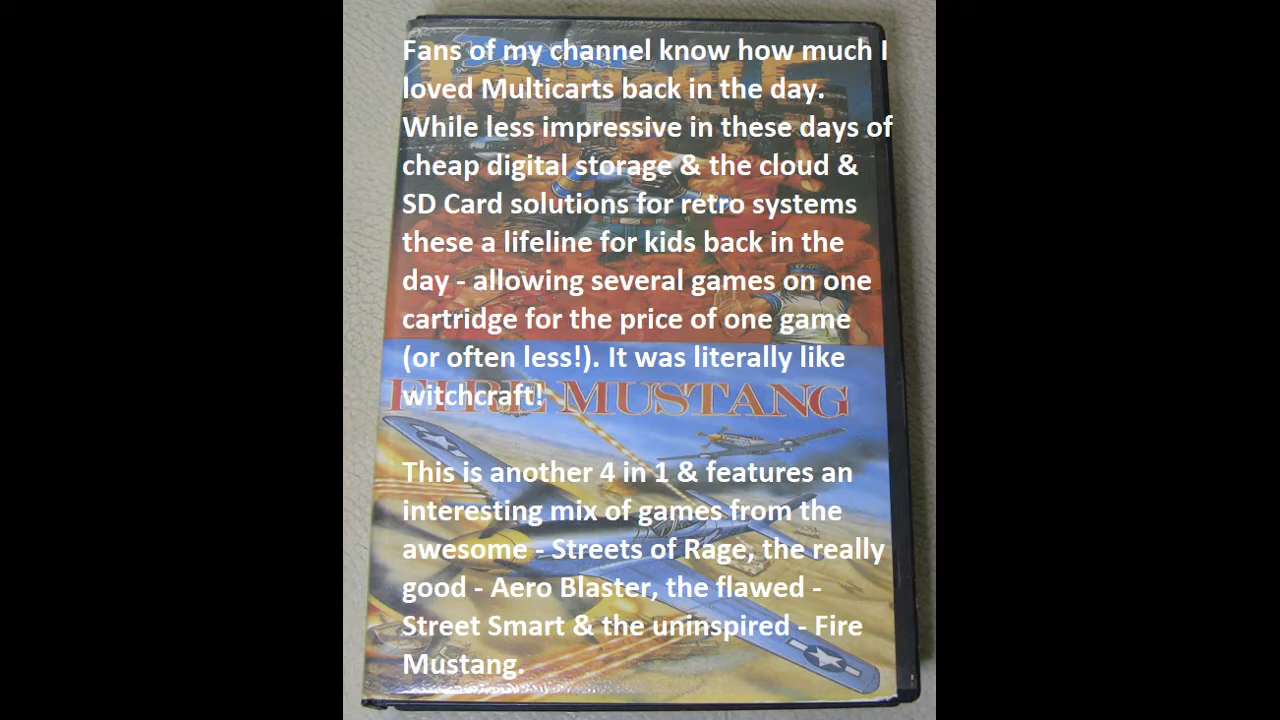 Fans of my channel know how much I
loved Multicarts back in the day.
While less impressive in these days of
cheap digital storage & the cloud &
SD Card solutions for retro systems
these a lifeline for kids back in the
day - allowing several games on one
cartridge for the price of one game
(or often less!). It was literally like
witchcraft!
FIRE MUSTANG
This is another 4 in 1 & features an
interesting mix of games from the
awesome - Streets of Rage, the really
good - Aero Blaster, the flawed -
Street Smart & the uninspired - Fire
Mustang.